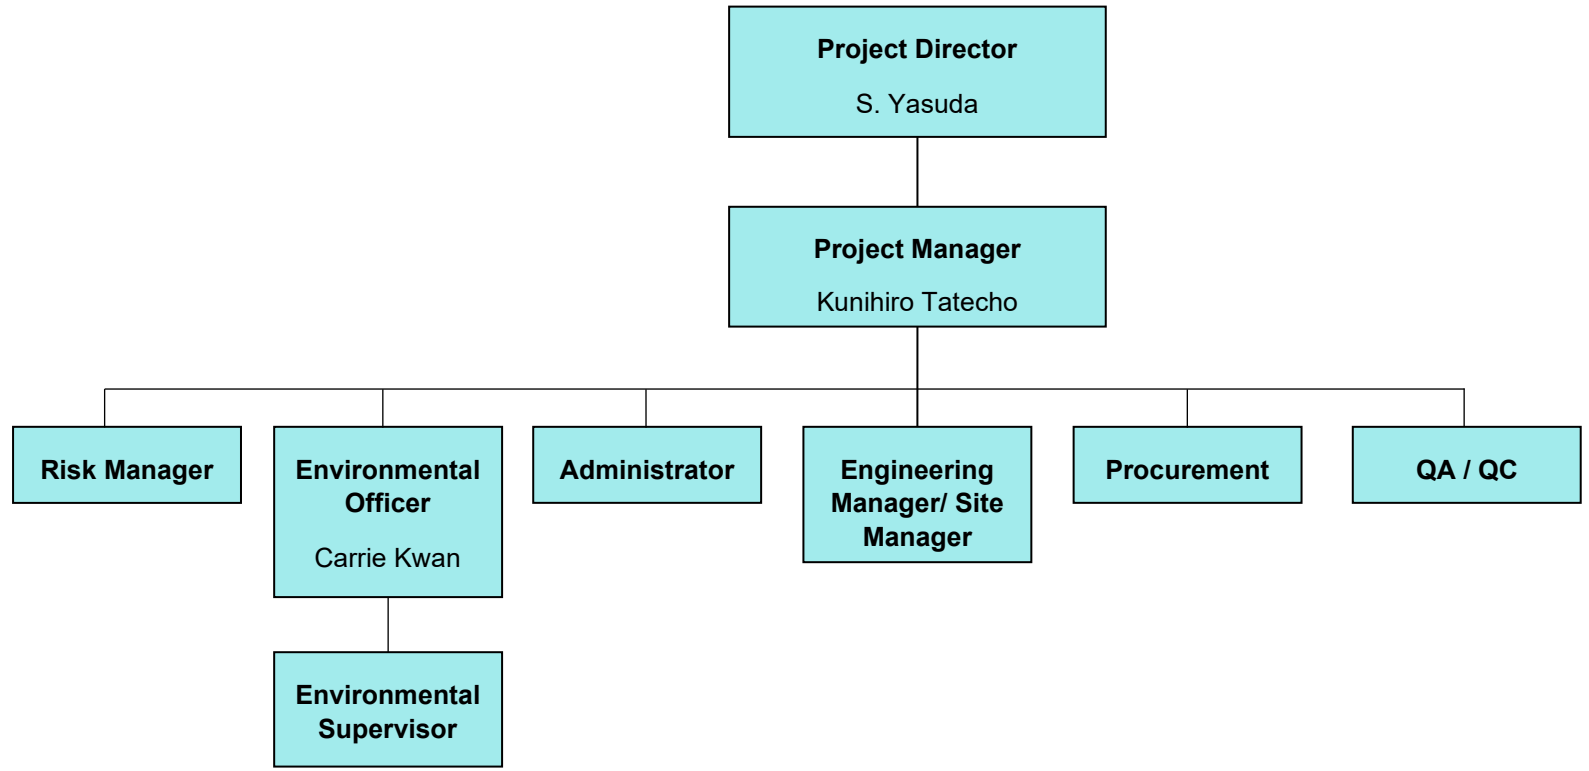 Project Director
S. Yasuda
Project Manager
Kunihiro Tatecho
Risk Manager
Environmental
Officer
Carrie Kwan
Administrator
Engineering
Manager/ Site
Manager
Procurement
QA / QC
Environmental
Supervisor